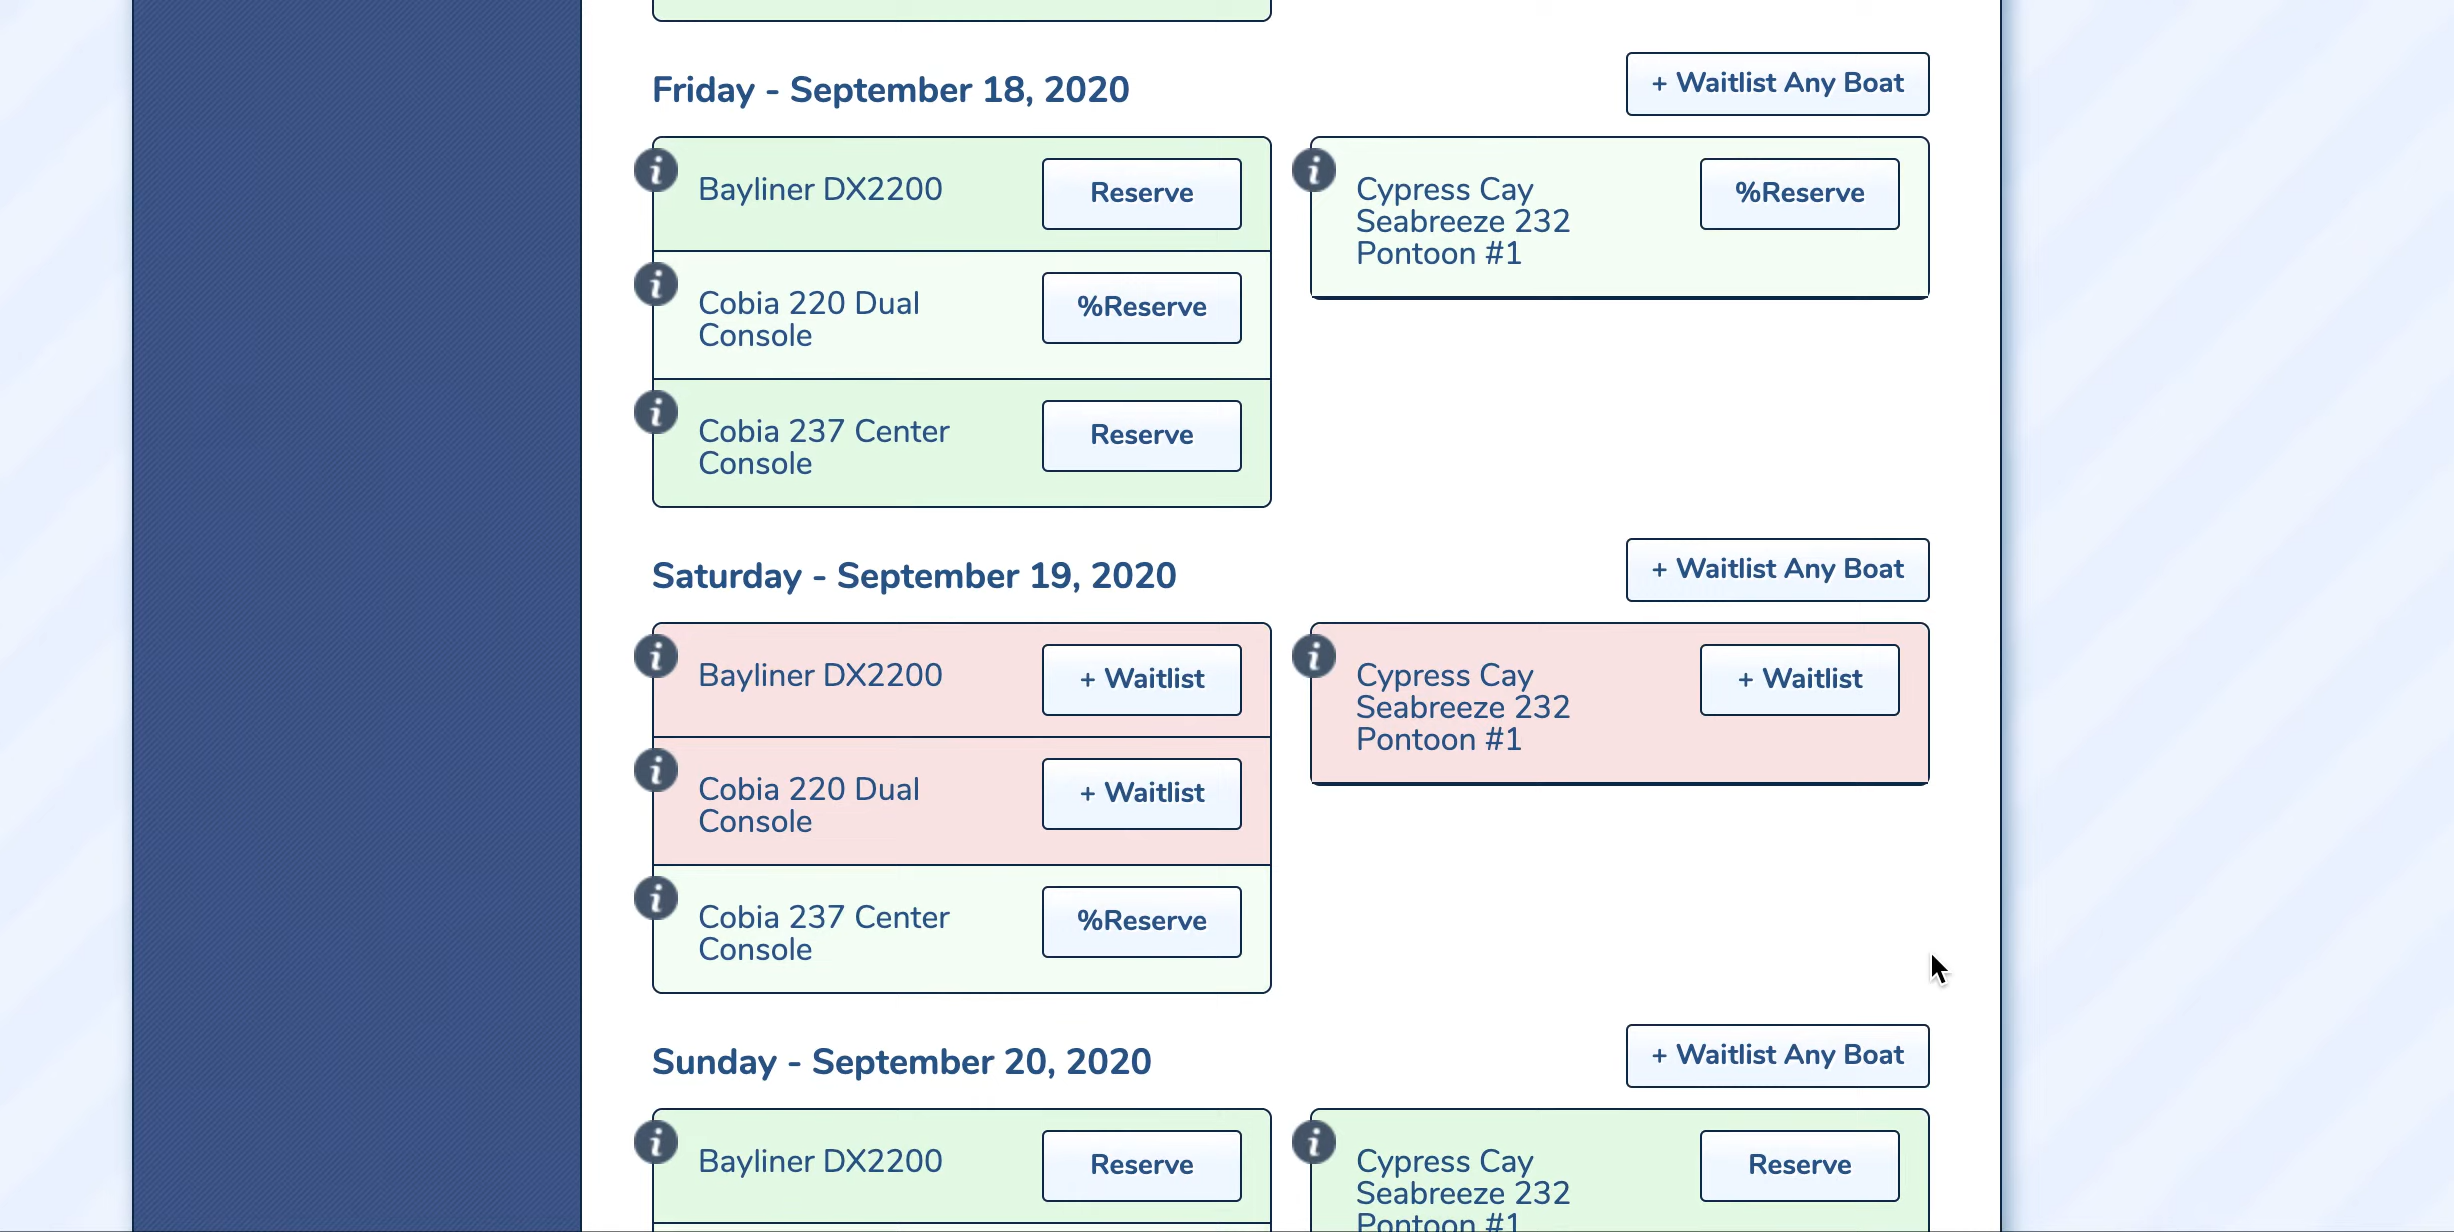 Friday - September 18, 2020
+ Waitlist Any Boat
Bayliner DX2200
Reserve
Cobia 220 Dual
Console
%Reserve
Cobia 237 Center
Console
Reserve
Cypress Cay
Seabreeze 232
Pontoon #1
%Reserve
Saturday - September 19, 2020
+ Waitlist Any Boat
Bayliner DX2200
+ Waitlist
Cobia 220 Dual
Console
+ Waitlist
Cobia 237 Center
Console
%Reserve
Cypress Cay
Seabreeze 232
Pontoon #1
+ Waitlist
Sunday - September 20, 2020
+ Waitlist Any Boat
Bayliner DX2200
Reserve
Cypress Cay
Seabreeze 232
Pontoon #1
Reserve